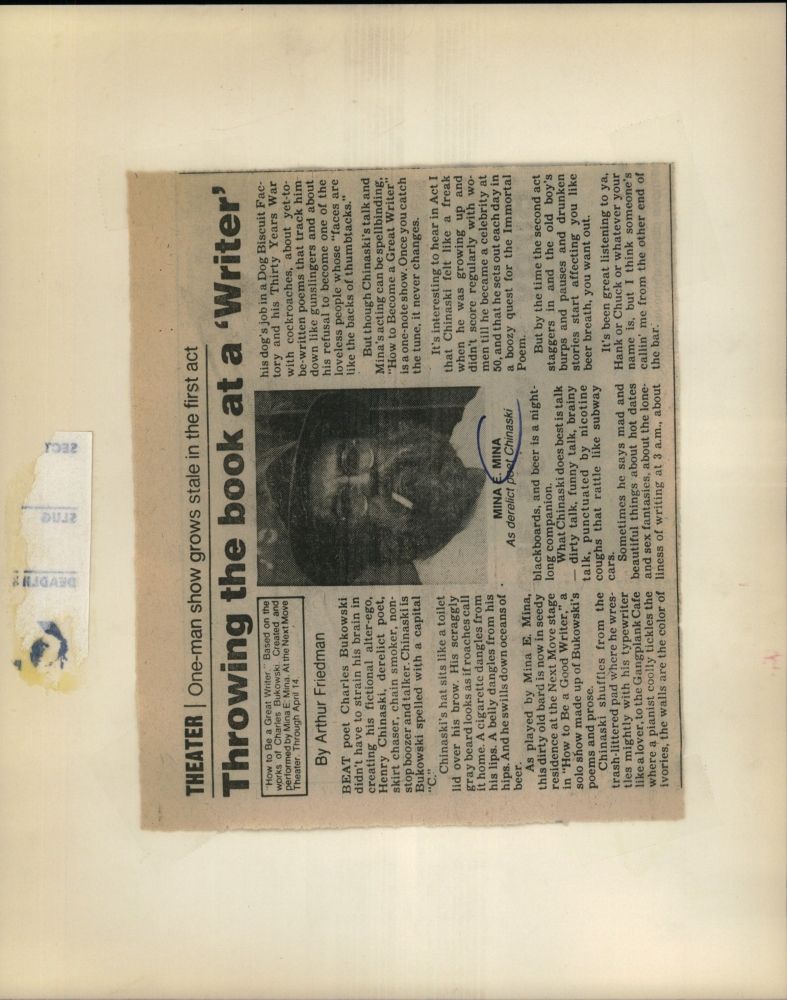 THEATER | One-man show grows stale in the first act
Throwing the book at a ‘Writer’
"How to Be a Great Writer." Based on the
works of Charles Bukowski. Created and
performed by Mina E. Mina. At the Next Move
Theater. Through April 14.
By Arthur Friedman
BEAT poet Charles Bukowski
didn't have to strain his brain in
creating his fictional alter-ego,
Henry Chinaski, derelict poet,
skirt chaser, chain smoker, non-
stop boozer and talker. Chinaski is
Bukowski spelled with a capital
"C."
Chinaski's hat sits like a toilet
lid over his brow. His scraggly
gray beard looks as if roaches call
it home. A cigarette dangles from
his lips. A belly dangles from his
hips. And he swills down oceans of
beer.
As played by Mina E. Mina,
this dirty old bard is now in seedy
residence at the Next Move stage
in "How to Be a Good Writer," a
solo show made up of Bukowski's
poems and prose.
Chinaski shuffles from the
trash-littered pad where he wres-
tles mightily with his typewriter
like a lover, to the Gangplank Cafe
where a pianist coolly tickles the
ivories, the walls are the color of
MINA E. MINA
As derelict poet Chinaski
blackboards, and beer is a night-
long companion.
What Chinaski does best is talk
— dirty talk, funny talk, brainy
talk, punctuated by nicotine
coughs that rattle like subway
cars.
Sometimes he says mad and
beautiful things about hot dates
and sex fantasies, about the lone-
liness of writing at 3 a.m., about
his dog's job in a Dog Biscuit Fac-
tory and his Thirty Years War
with cockroaches, about yet-to-
be-written poems that track him
down like gunslingers and about
his refusal to become one of the
loveless people whose "faces are
like the backs of thumbtacks."
But though Chinaski's talk and
Mina's acting can be spellbinding,
"How to Become a Great Writer"
is a one-note show. Once you catch
the tune, it never changes.
It's interesting to hear in Act I
that Chinaski felt like a freak
when he was growing up and
didn't score regularly with wo-
men till he became a celebrity at
50, and that he sets out each day in
a boozy quest for the Immortal
Poem.
But by the time the second act
staggers in and the old boy's
burps and pauses and drunken
stories start affecting you like
beer breath, you want out.
It's been great listening to ya,
Hank or Chuck or whatever your
name is, but I think someone's
callin' me from the other end of
the bar.
SECT
SLUG